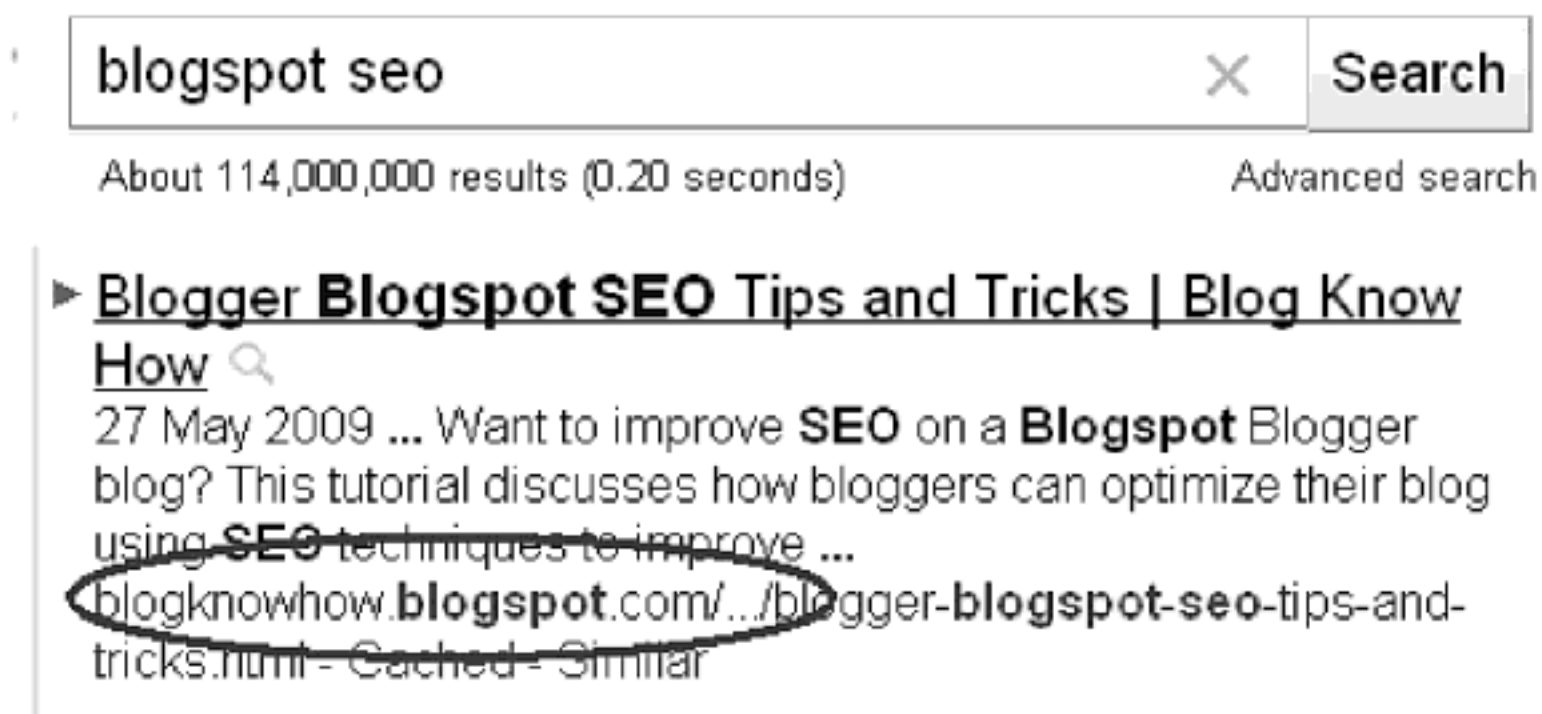 blogspot seo
Search
About 114,000,000 results (0.20 seconds)
Advanced search
Blogger Blogspot SEO Tips and Tricks | Blog Know
How
27 May 2009 ... Want to improve SEO on a Blogspot Blogger
blog? This tutorial discusses how bloggers can optimize their blog
using SEO techniques to improve ...
blogknowhow.blogspot.com/.../blogger-blogspot-seo-tips-and-
tricks.html - Cached - Similar